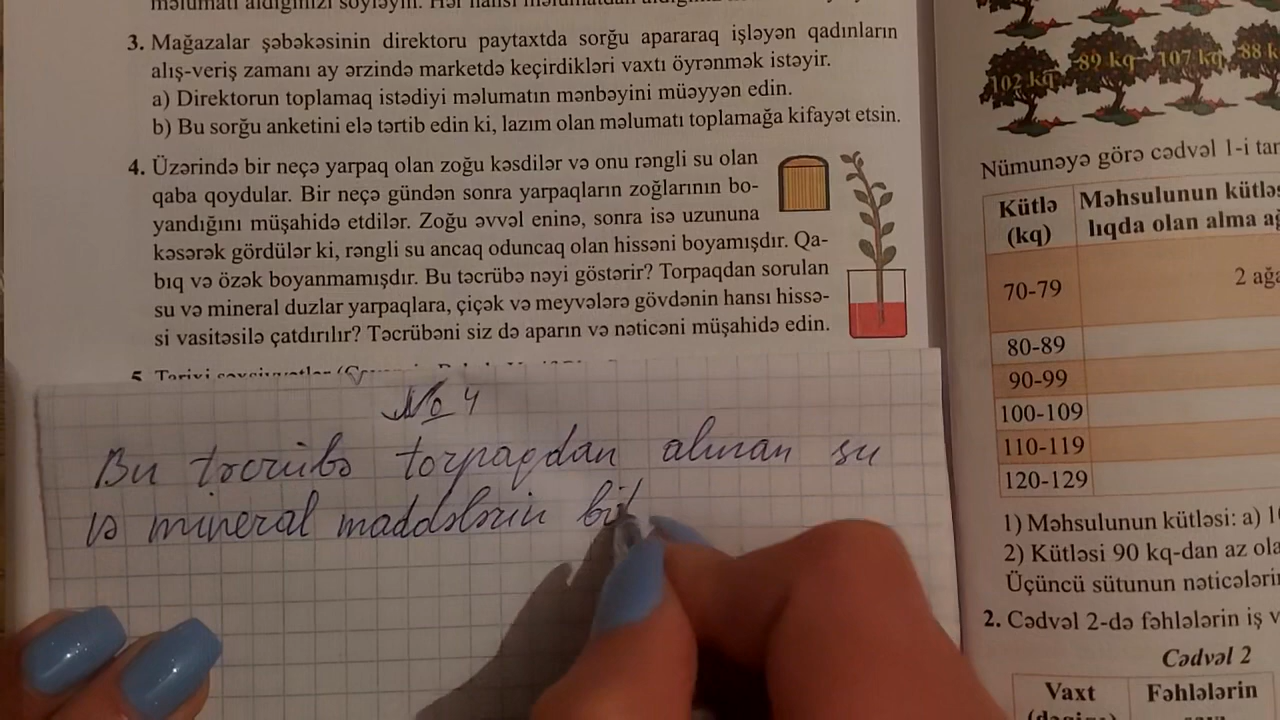 3. Mağazalar şəbəkəsinin direktoru paytaxtda sorğu apararaq işləyən qadınların
alış-veriş zamanı ay ərzində marketdə keçirdikləri vaxtı öyrənmək istəyir.
a) Direktorun toplamaq istədiyi məlumatın mənbəyini müəyyən edin.
b) Bu sorğu anketini elə tərtib edin ki, lazım olan məlumatı toplamağa kifayət etsin.
4. Üzərində bir neçə yarpaq olan zoğu kəsdilər və onu rəngli su olan
qaba qoydular. Bir neçə gündən sonra yarpaqların zoğlarının bo-
yandığını müşahidə etdilər. Zoğu əvvəl eninə, sonra isə uzununa
kəsərək gördülər ki, rəngli su ancaq oduncaq olan hissəni boyamışdır. Qa-
bıq və özək boyanmamışdır. Bu təcrübə nəyi göstərir? Torpaqdan sorulan
su və mineral duzlar yarpaqlara, çiçək və meyvələrə gövdənin hansı hissə-
si vasitəsilə çatdırılır? Təcrübəni siz də aparın və nəticəni müşahidə edin.
№ 4
Bu təcrübə torpaqdan alınan su
və mineral maddələrin
102 kq 89 kq 107 kq 88 k
Nümunəyə görə cədvəl 1-i
Kütlə (kq) Məhsulunun
lıqda olan alma
70-79 2
80-89
90-99
100-109
110-119
120-129
1) Məhsulunun kütləsi: a)
2) Kütləsi 90 kq-dan az
Üçüncü sütunun
2. Cədvəl 2-də fəhlələrin iş
Cədvəl 2
Vaxt Fəhlələrin